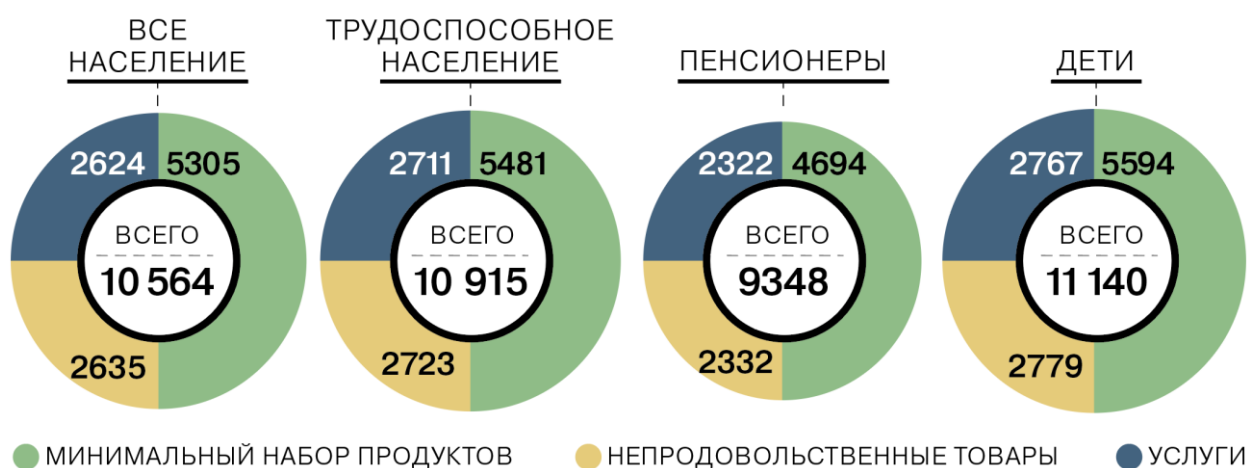 ВСЕ
НАСЕЛЕНИЕ
2624 5305
ВСЕГО
10 564
2635
ТРУДОСПОСОБНОЕ
НАСЕЛЕНИЕ
2711 5481
ВСЕГО
10 915
2723
ПЕНСИОНЕРЫ
2322 4694
ВСЕГО
9348
2332
ДЕТИ
2767 5594
ВСЕГО
11 140
2779
МИНИМАЛЬНЫЙ НАБОР ПРОДУКТОВ
НЕПРОДОВОЛЬСТВЕННЫЕ ТОВАРЫ
УСЛУГИ